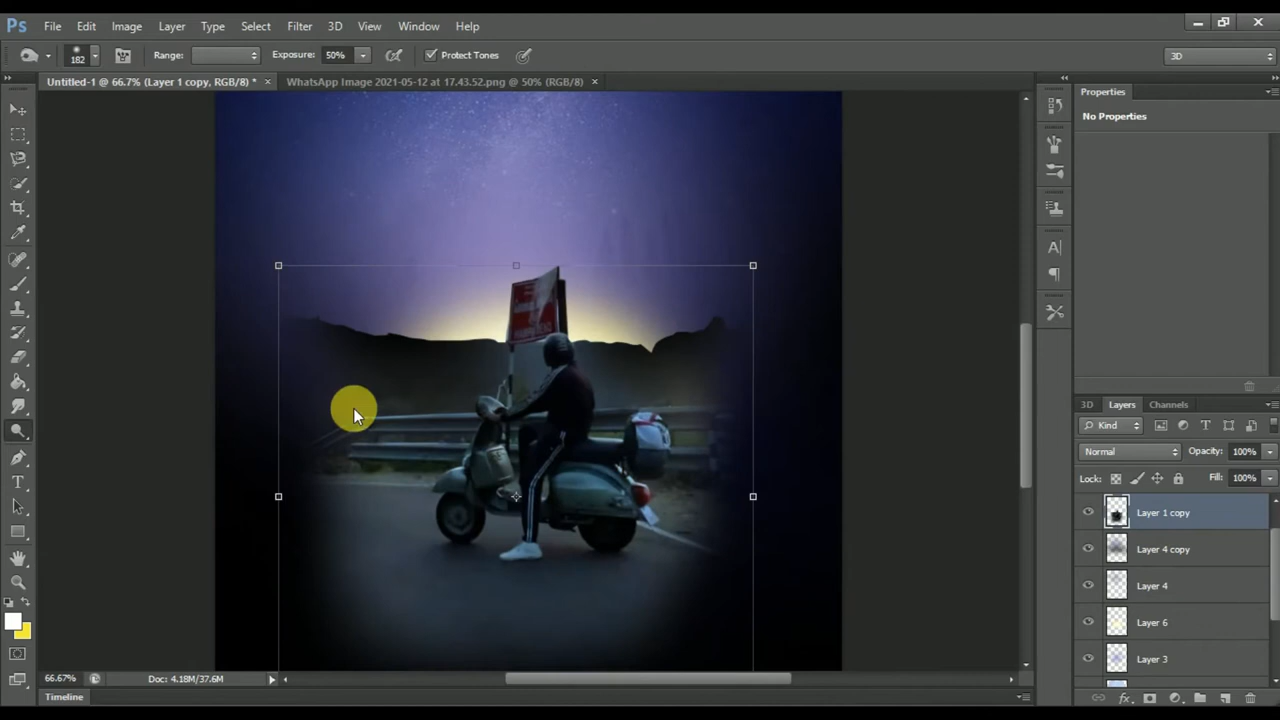 Ps File Edit Image Layer Type Select Filter 3D View Window Help
182 Range: Exposure: 50% Protect Tones 3D
Untitled-1 @ 66.7% (Layer 1 copy, RGB/8) * × WhatsApp Image 2021-05-12 at 17.43.52.png @ 50% (RGB/8) ×
Properties
No Properties
3D Layers Channels
Kind
Normal Opacity: 100%
Lock: Fill: 100%
Layer 1 copy
Layer 4 copy
Layer 4
Layer 6
Layer 3
66.67% Doc: 4.18M/37.6M
Timeline